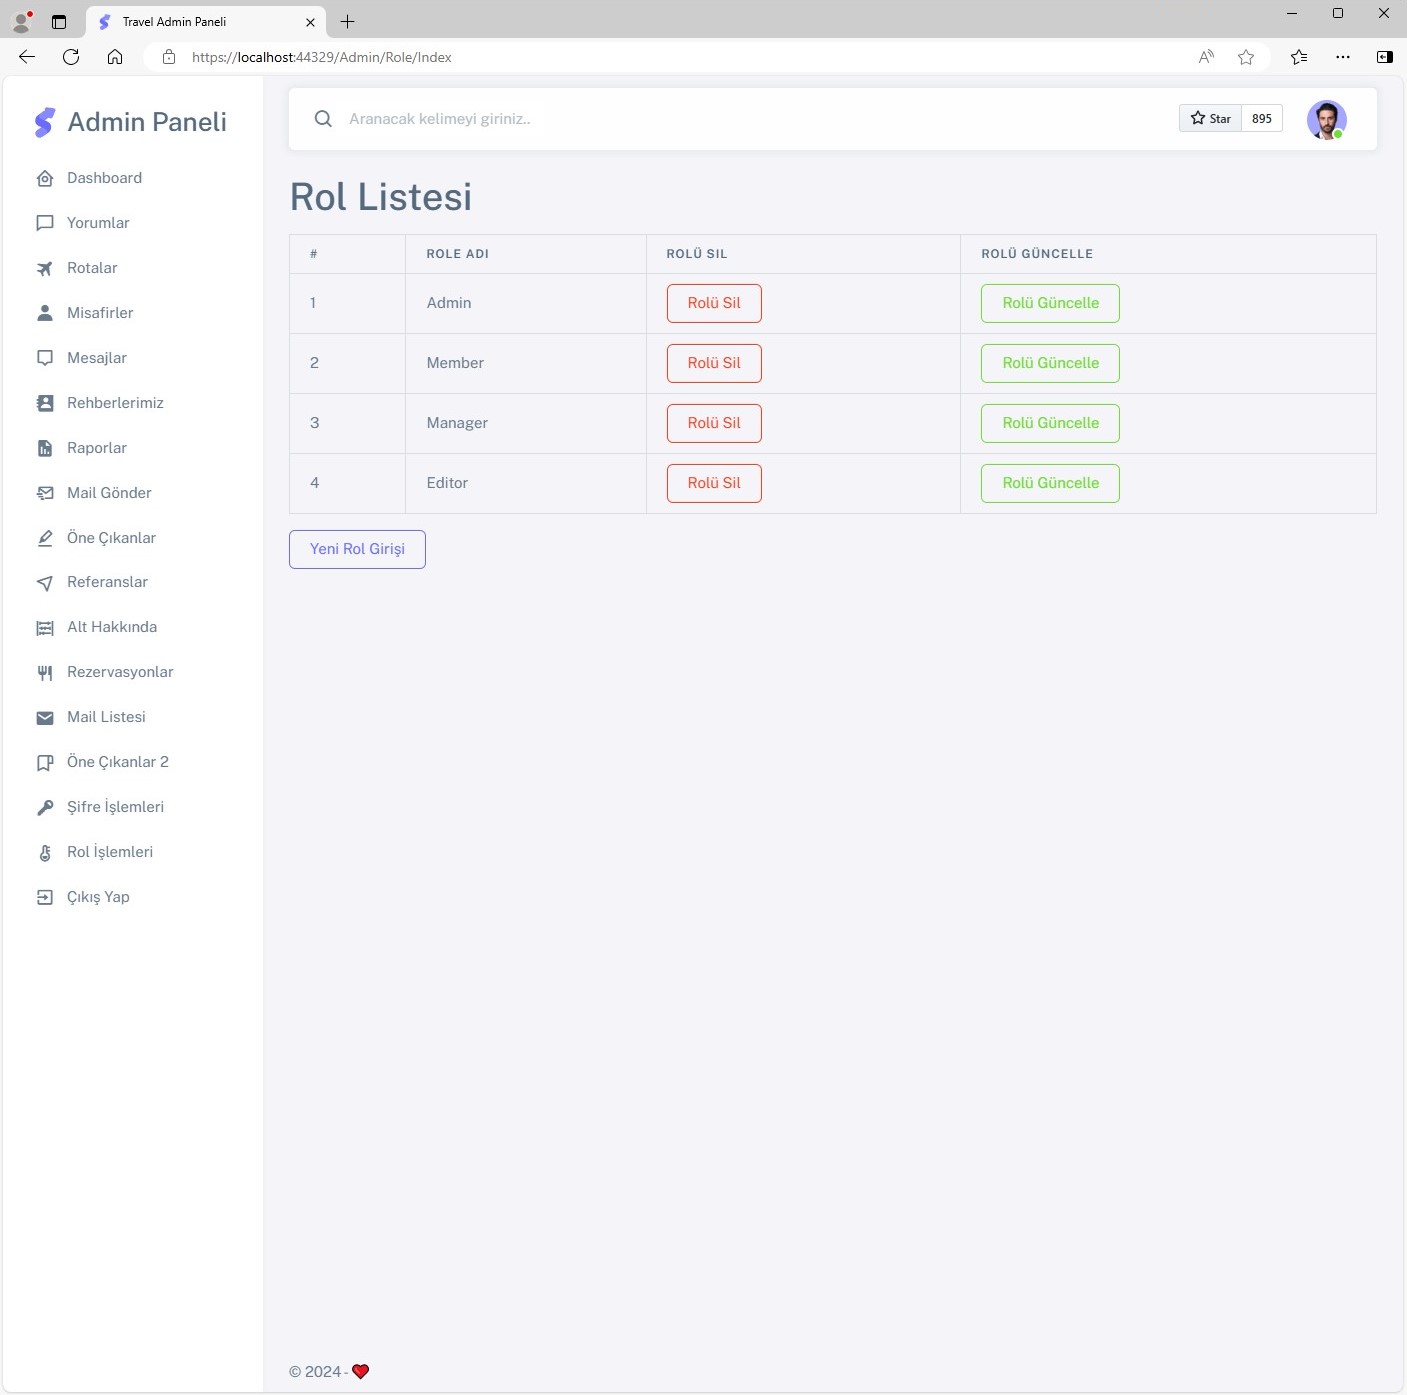 Travel Admin Paneli
https://localhost:44329/Admin/Role/Index
Admin Paneli
Dashboard
Yorumlar
Rotalar
Misafirler
Mesajlar
Rehberlerimiz
Raporlar
Mail Gönder
Öne Çıkanlar
Referanslar
Alt Hakkında
Rezervasyonlar
Mail Listesi
Öne Çıkanlar 2
Şifre İşlemleri
Rol İşlemleri
Çıkış Yap
Aranacak kelimeyi giriniz..
Star 895
Rol Listesi
# ROLE ADI ROLÜ SIL ROLÜ GÜNCELLE
1 Admin Rolü Sil Rolü Güncelle
2 Member Rolü Sil Rolü Güncelle
3 Manager Rolü Sil Rolü Güncelle
4 Editor Rolü Sil Rolü Güncelle
Yeni Rol Girişi
© 2024 - ❤️